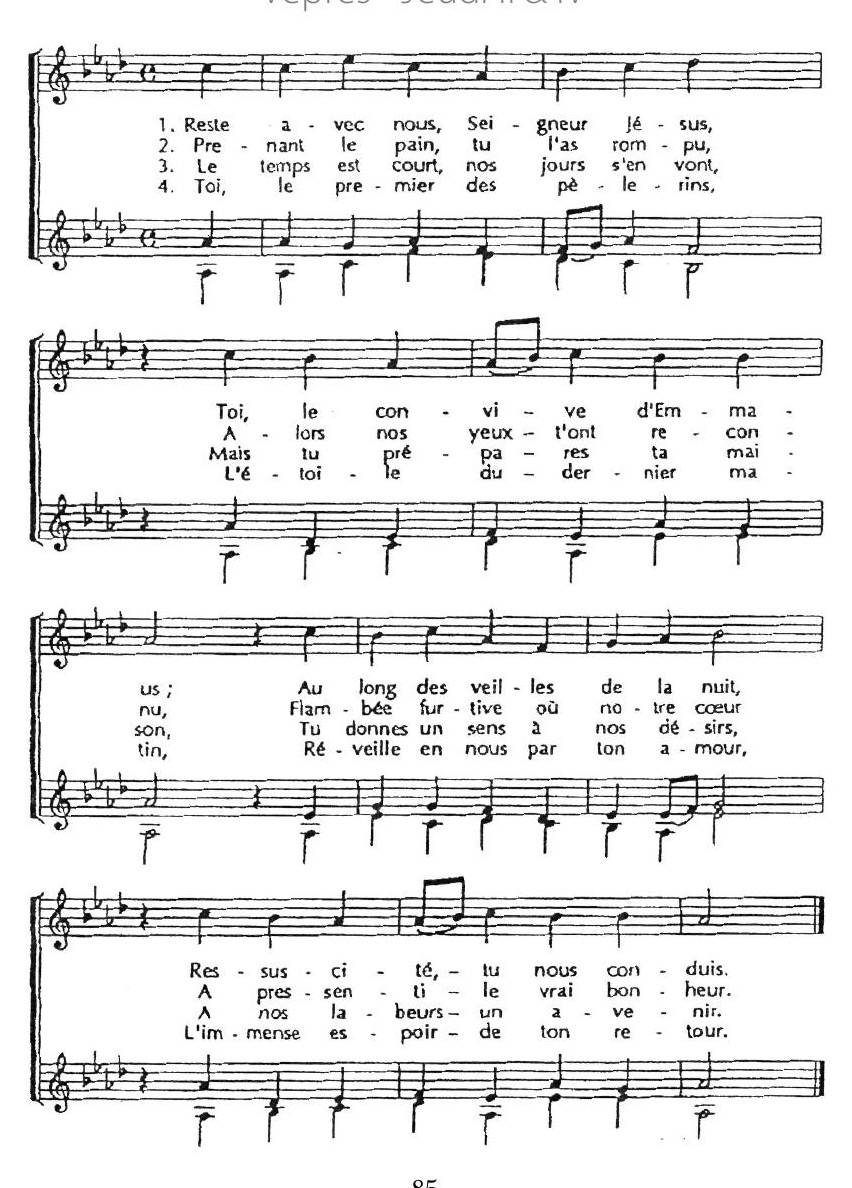 Vêpres Jeudi II & IV
1. Reste a - vec nous, Sei - gneur Jé - sus,
2. Pre - nant le pain, tu l'as rom - pu,
3. Le temps est court, nos jours s'en vont,
4. Toi, le pre - mier des pè - le - rins,
Toi, le con - vi - ve d'Em - ma -
A - lors nos yeux - t'ont re - con -
Mais tu pré - pa - res ta mai -
L'é - toi - le du - der - nier ma -
us ; Au long des veil - les de la nuit,
nu, Flam - bée fur - tive où no - tre cœur
son, Tu donnes un sens à nos dé - sirs,
tin, Ré - veille en nous par ton a - mour,
Res - sus - ci - té, - tu nous con - duis.
A pres - sen - ti - le vrai bon - heur.
A nos la - beurs - un a - ve - nir.
L'im - mense es - poir - de ton re - tour.
85